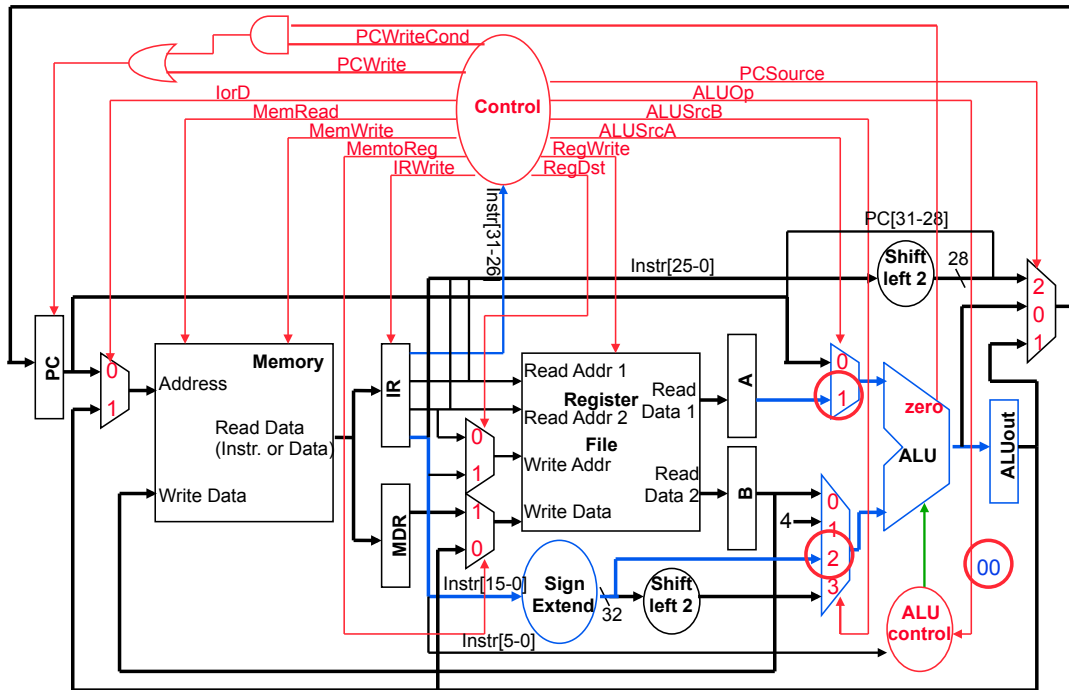 PCWriteCond
PCWrite
PCSource
IorD
Control
ALUOp
MemRead
ALUSrcB
MemWrite
ALUSrcA
MemtoReg
RegWrite
IRWrite
RegDst
Instr[31-26]
PC[31-28]
Instr[25-0]
Shift
left 2
28
2
0
1
PC
0
1
Address
Memory
Read Data
(Instr. or Data)
Write Data
IR
MDR
0
1
1
0
Read Addr 1
Register
Read Addr 2
File
Write Addr
Write Data
Read
Data 1
Read
Data 2
A
B
0
1
4
0
1
2
3
zero
ALU
ALUout
Instr[15-0]
Sign
Extend
32
Shift
left 2
00
ALU
control
Instr[5-0]